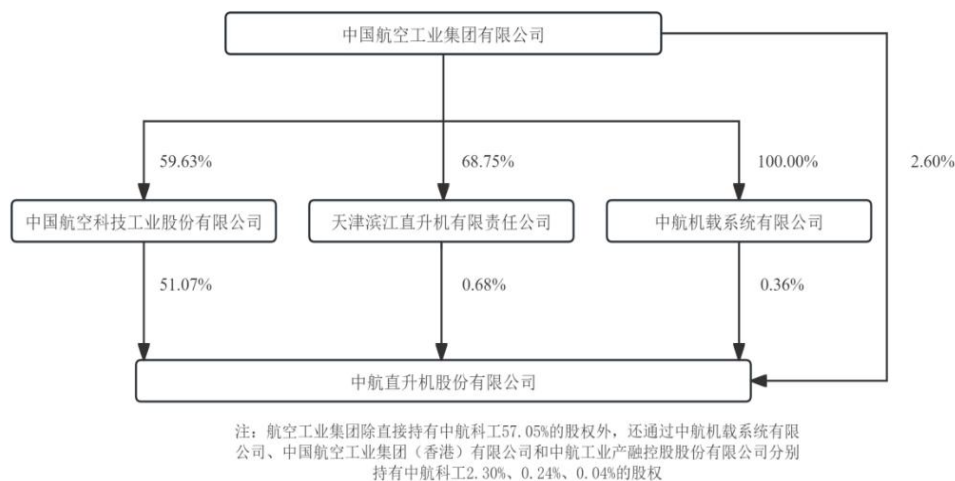 中国航空工业集团有限公司
59.63%
68.75%
100.00%
2.60%
中国航空科技工业股份有限公司
天津滨江直升机有限责任公司
中航机载系统有限公司
51.07%
0.68%
0.36%
中航直升机股份有限公司
注：航空工业集团除直接持有中航科工57.05%的股权外，还通过中航机载系统有限
公司、中国航空工业集团（香港）有限公司和中航工业产融控股股份有限公司分别
持有中航科工2.30%、0.24%、0.04%的股权